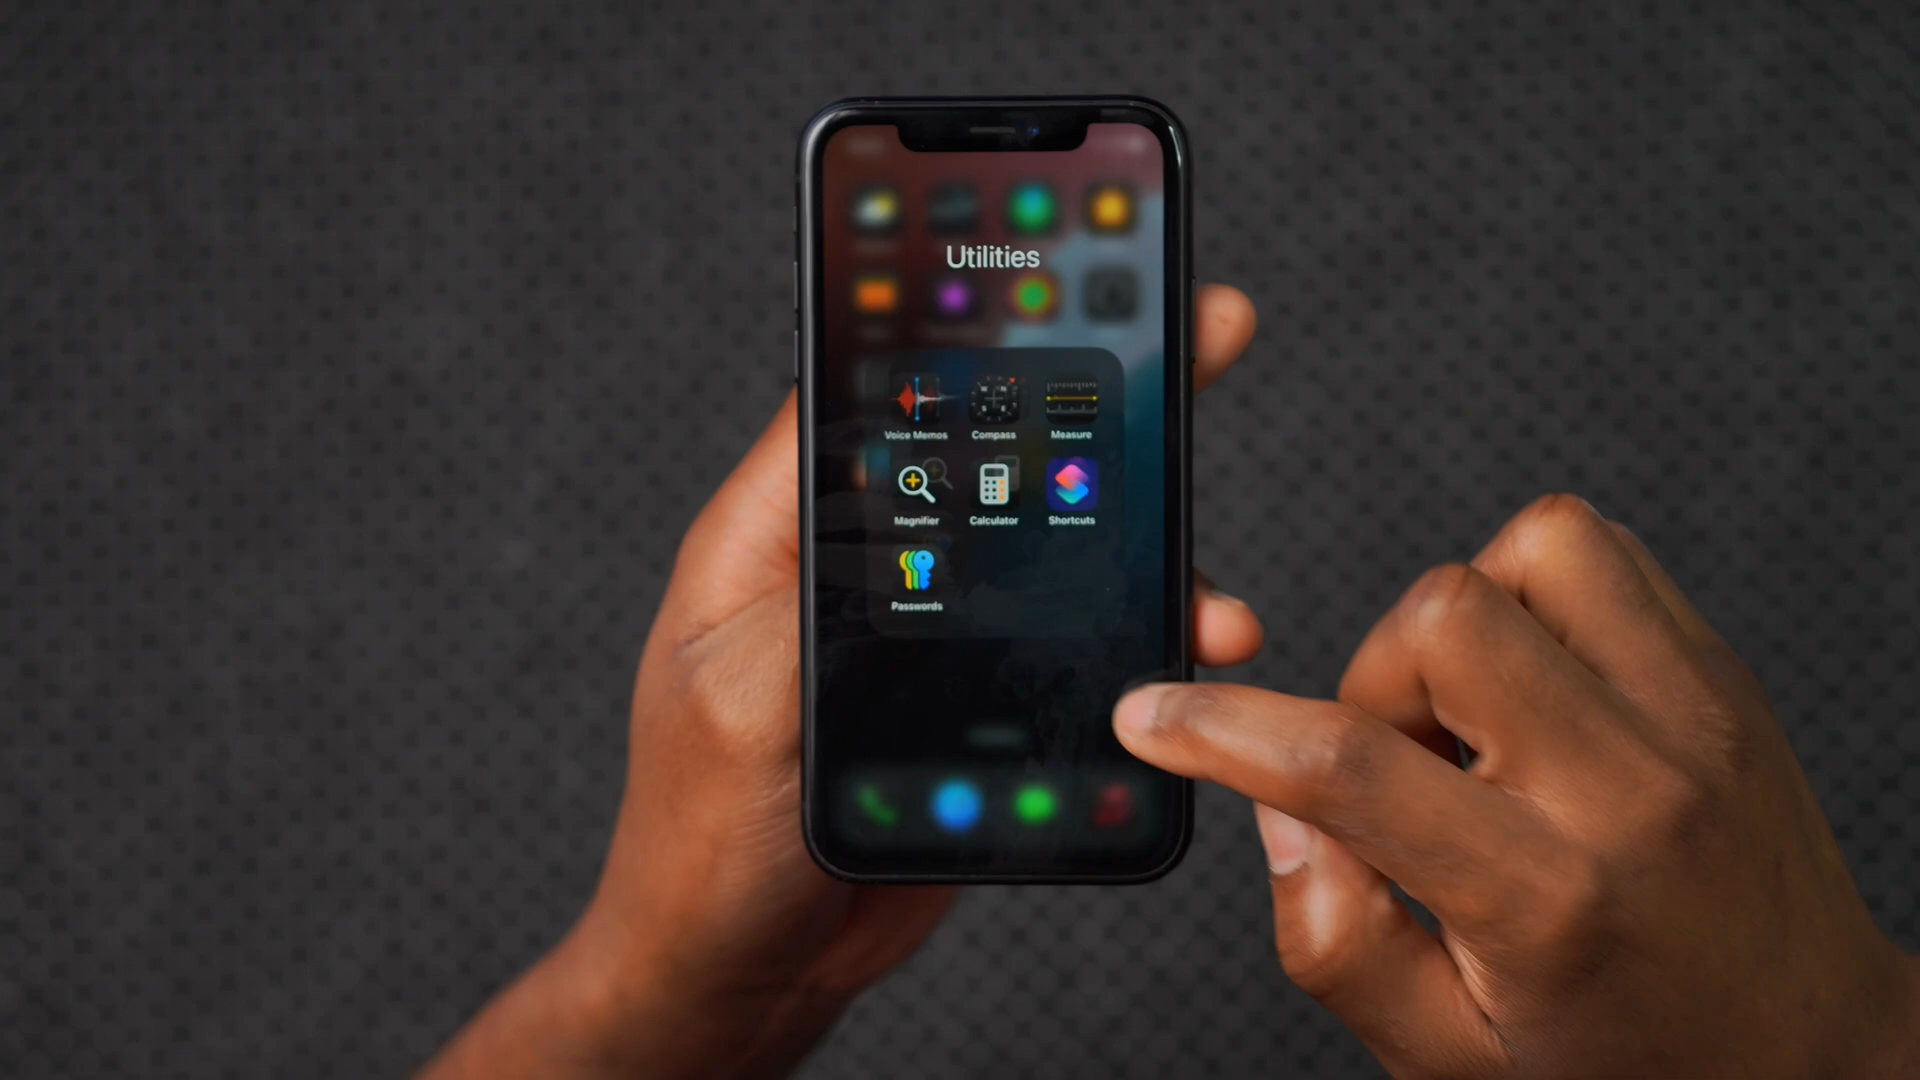 Utilities
Voice Memos Compass Measure
Magnifier Calculator Shortcuts
Passwords